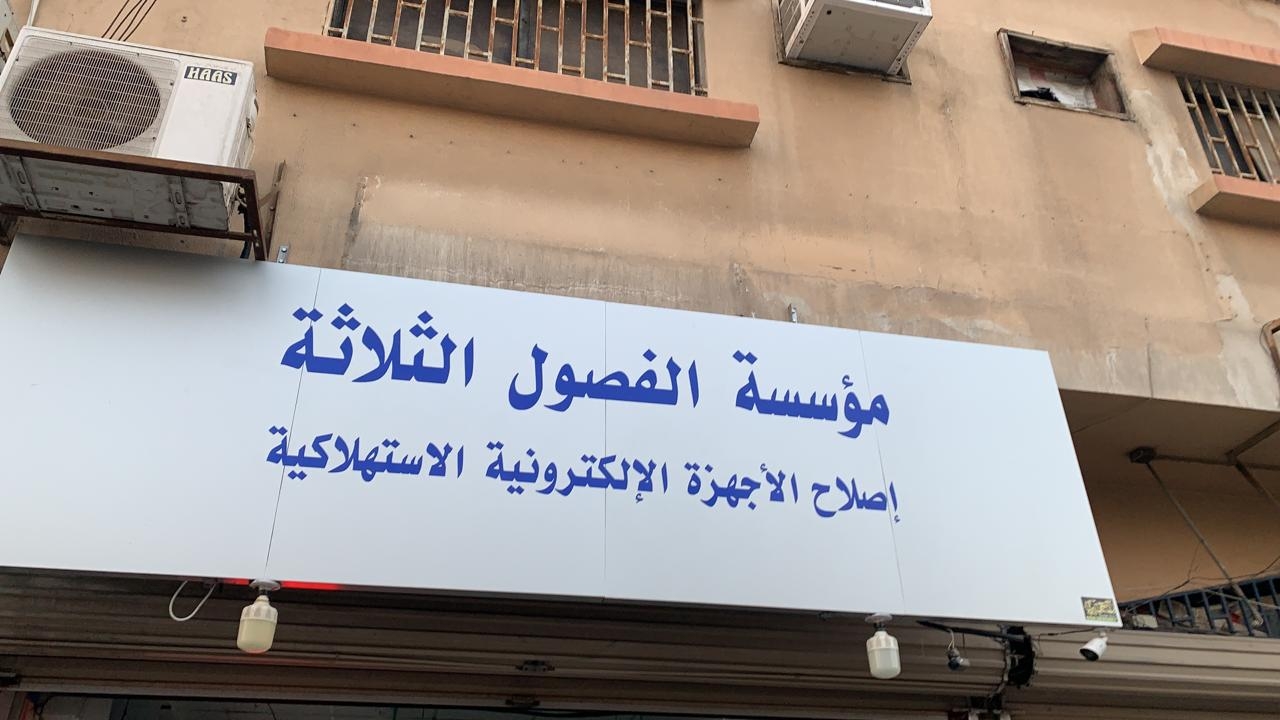 HAAS
مؤسسة الفصول الثلاثة
إصلاح الأجهزة الإلكترونية الاستهلاكية